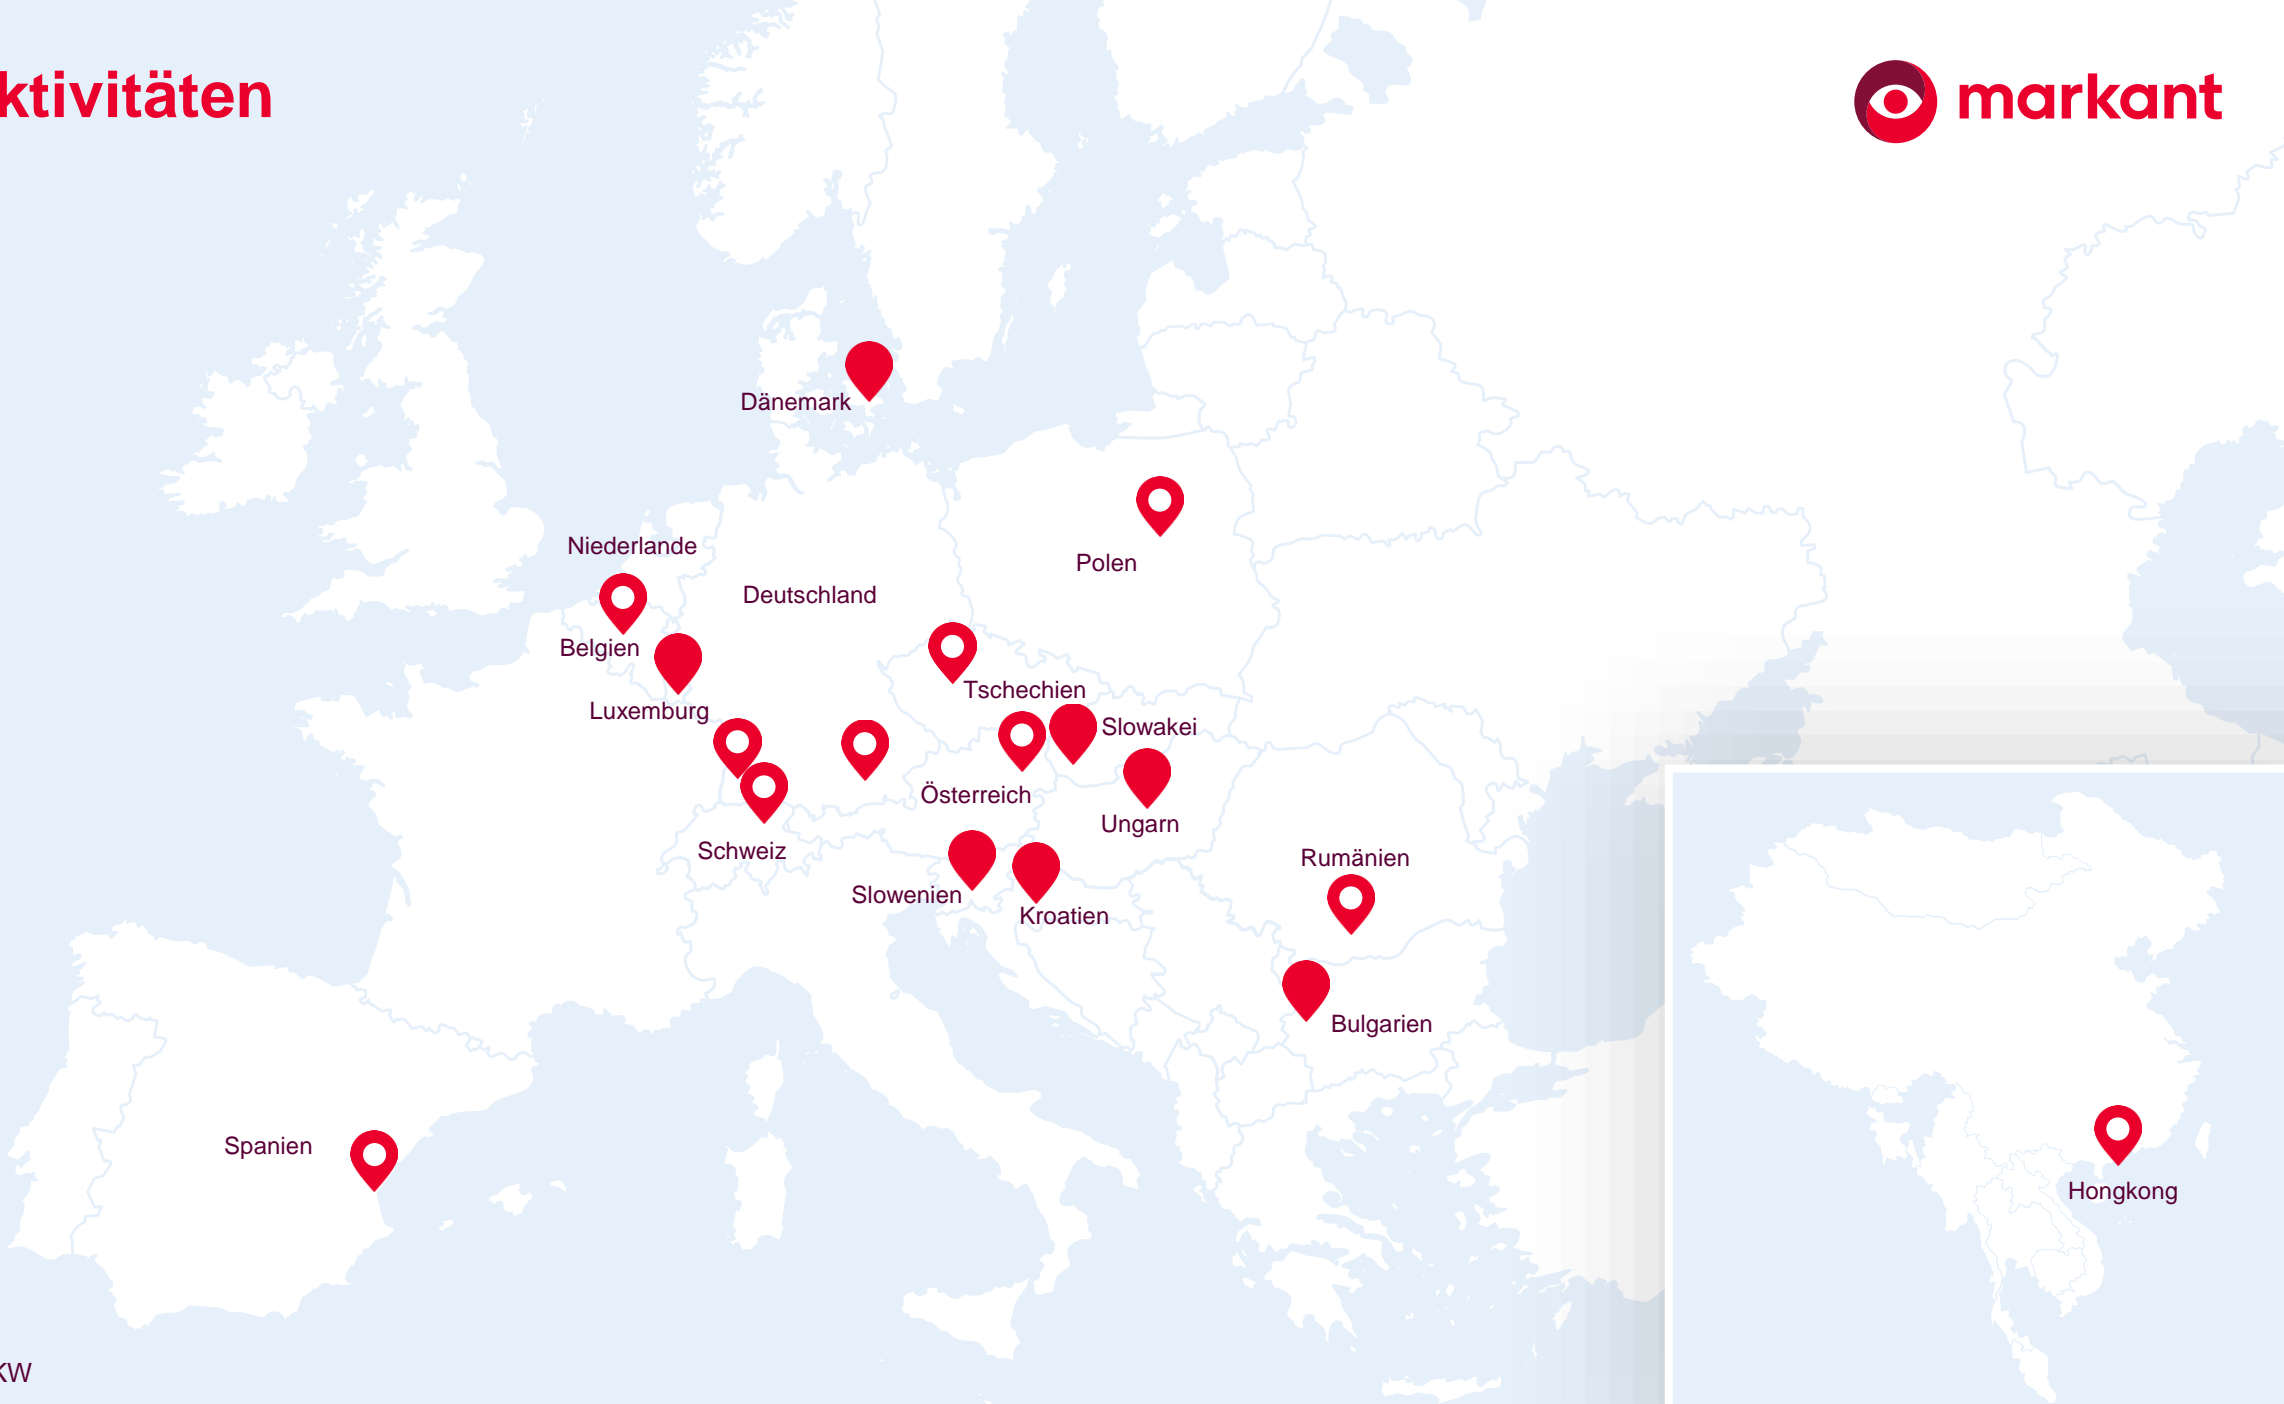 ktivitäten
markant
Dänemark
Niederlande
Polen
Deutschland
Belgien
Tschechien
Luxemburg
Slowakei
Österreich
Ungarn
Schweiz
Rumänien
Slowenien
Kroatien
Bulgarien
Spanien
Hongkong
KW